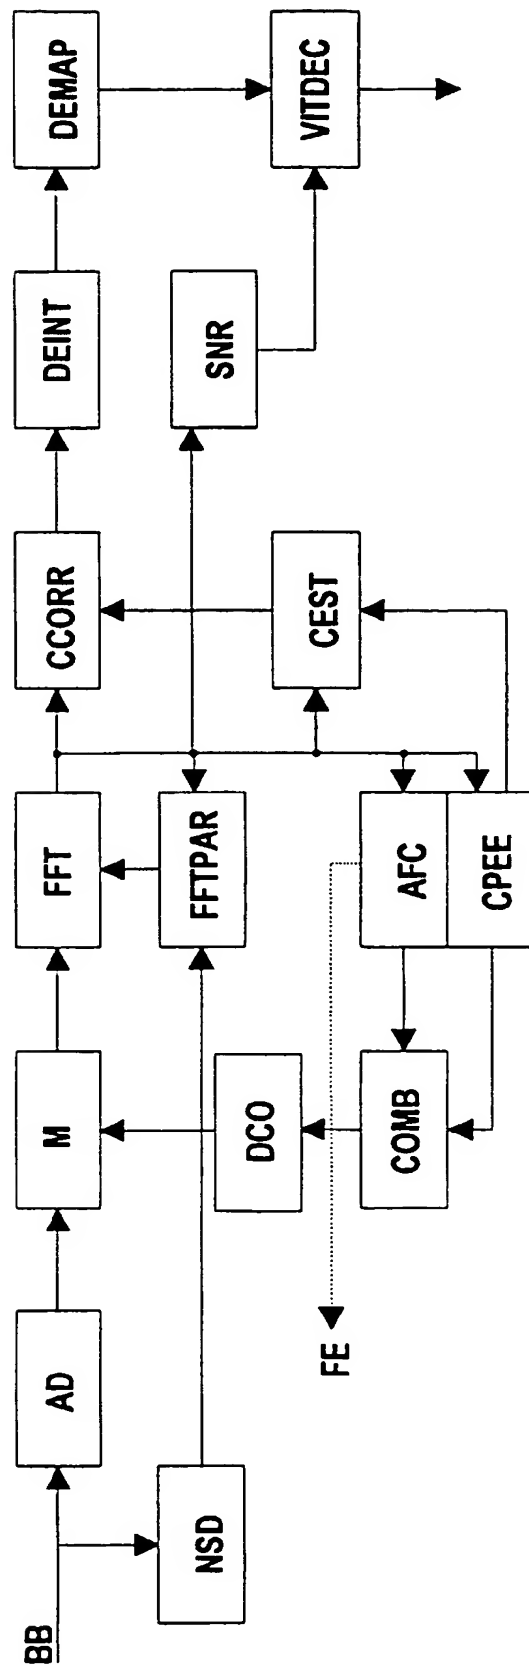 BB
AD
M
FFT
CCORR
DEINT
DEMAP
NSD
FFTPAR
SNR
VITDEC
DCO
CEST
FE
COMB
AFC
CPEE